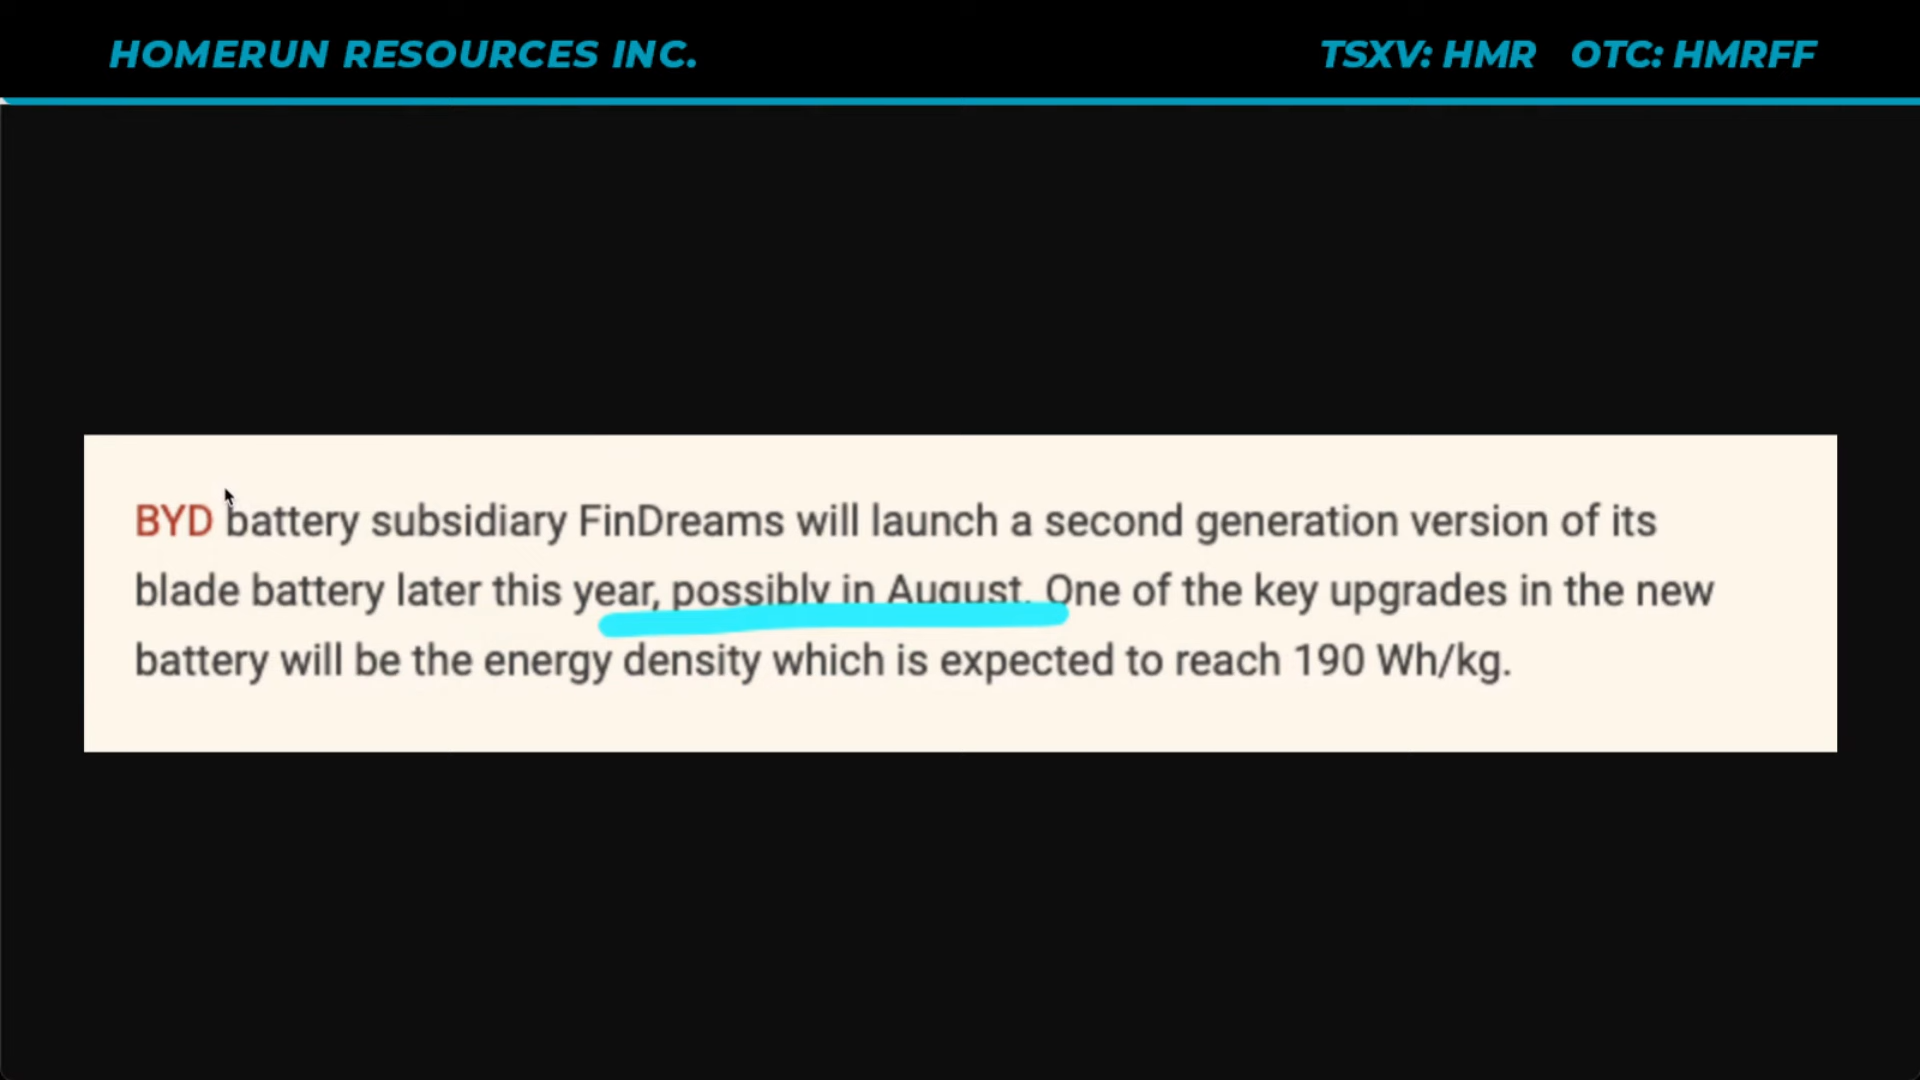 HOMERUN RESOURCES INC.
TSXV: HMR OTC: HMRFF
BYD battery subsidiary FinDreams will launch a second generation version of its
blade battery later this year, possibly in August. One of the key upgrades in the new
battery will be the energy density which is expected to reach 190 Wh/kg.